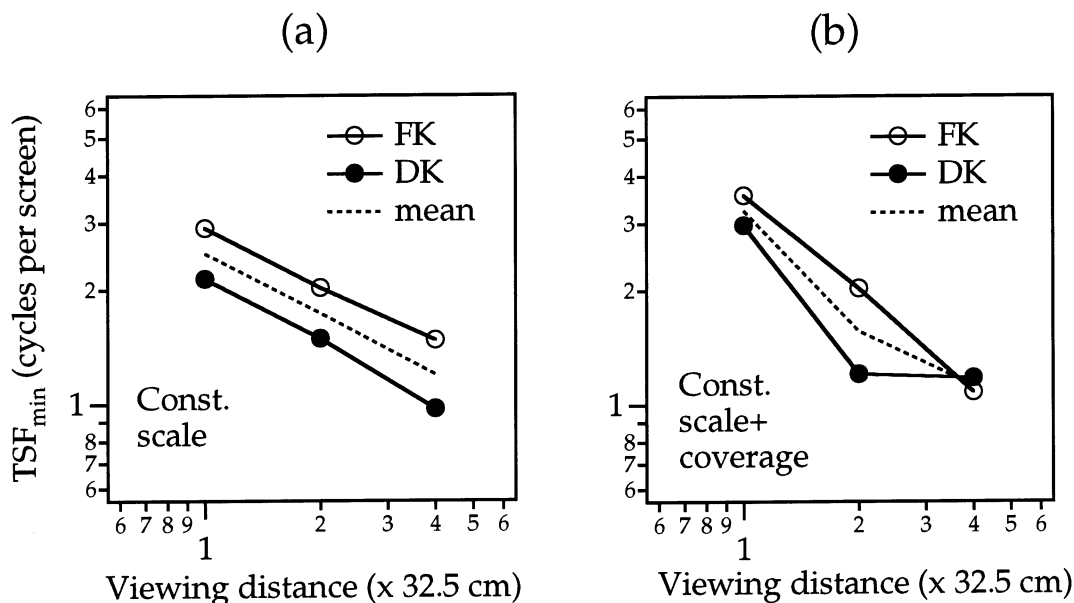 (a)
TSFmin (cycles per screen)
6
5
4
3
2
1
9
8
7
6
FK
DK
mean
Const.
scale
6 7 8 9 1 2 3 4 5 6
Viewing distance (x 32.5 cm)
(b)
6
5
4
3
2
1
9
8
7
6
FK
DK
mean
Const.
scale+
coverage
6 7 8 9 1 2 3 4 5 6
Viewing distance (x 32.5 cm)